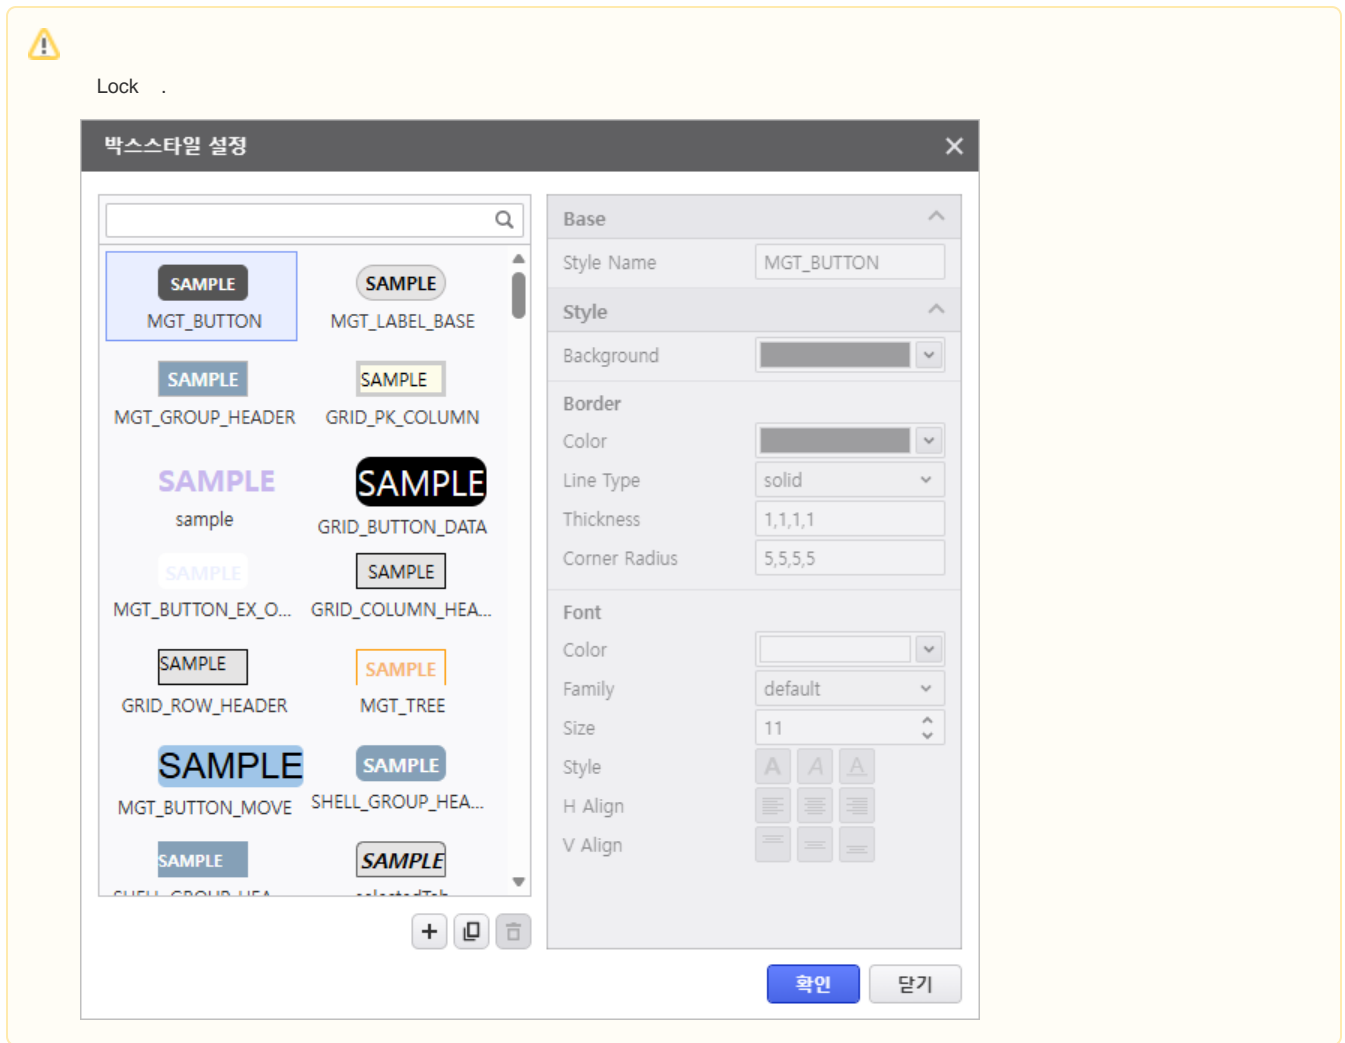 Lock .
박스스타일 설정
SAMPLE
MGT_BUTTON
SAMPLE
MGT_LABEL_BASE
SAMPLE
MGT_GROUP_HEADER
SAMPLE
GRID_PK_COLUMN
SAMPLE
sample
SAMPLE
GRID_BUTTON_DATA
SAMPLE
MGT_BUTTON_EX_O...
SAMPLE
GRID_COLUMN_HEA...
SAMPLE
GRID_ROW_HEADER
SAMPLE
MGT_TREE
SAMPLE
MGT_BUTTON_MOVE
SAMPLE
SHELL_GROUP_HEA...
SAMPLE
SHELL_GROUP_HEA...
SAMPLE
selectedTab
Base
Style Name MGT_BUTTON
Style
Background
Border
Color
Line Type solid
Thickness 1,1,1,1
Corner Radius 5,5,5,5
Font
Color
Family default
Size 11
Style A A A
H Align
V Align
확인 닫기